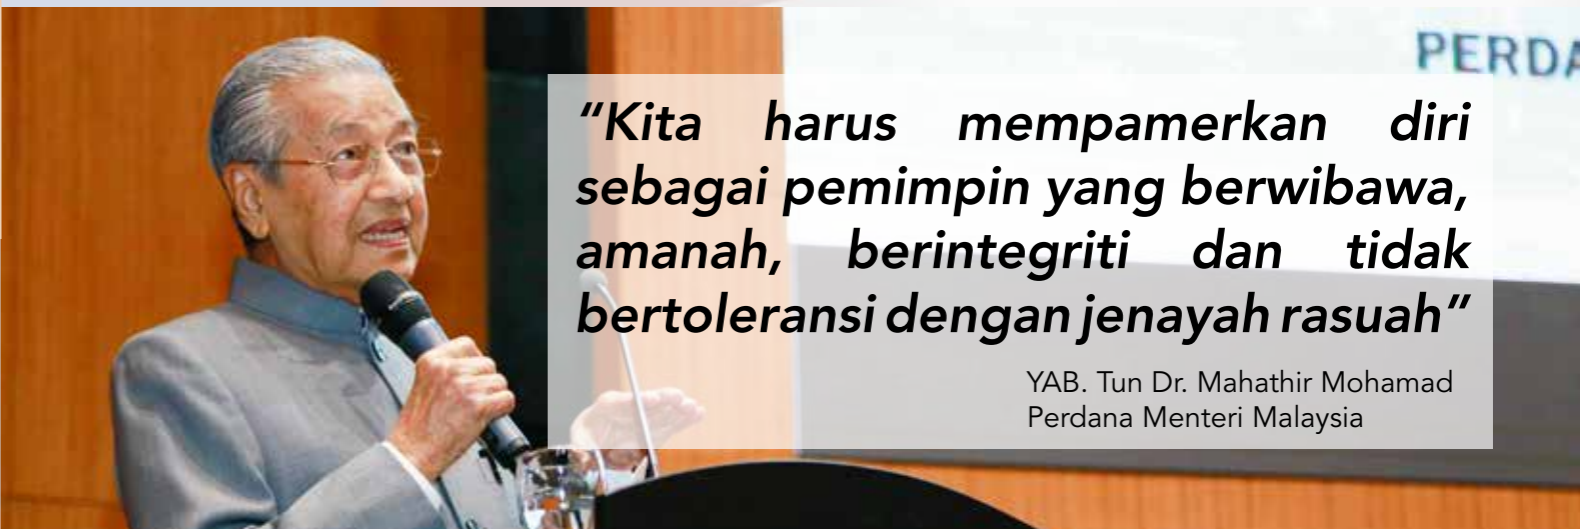 PERDA
“Kita harus mempamerkan diri
sebagai pemimpin yang berwibawa,
amanah, berintegriti dan tidak
bertoleransi dengan jenayah rasuah”
YAB. Tun Dr. Mahathir Mohamad
Perdana Menteri Malaysia